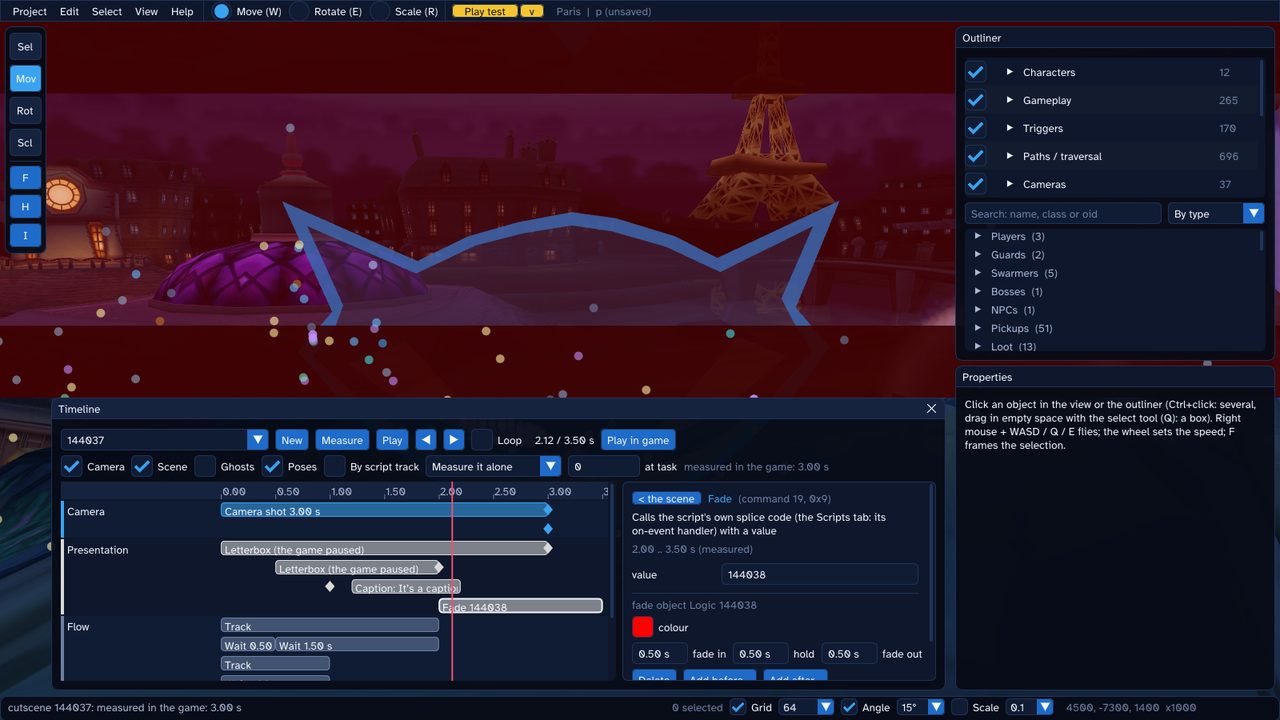 Project Edit Select View Help Move (W) Rotate (E) Scale (R) Play test v Paris | p (unsaved)
Sel
Mov
Rot
Scl
F
H
I
Outliner
Characters 12
Gameplay 265
Triggers 170
Paths / traversal 696
Cameras 37
Search: name, class or oid By type
Players (3)
Guards (2)
Swarmers (5)
Bosses (1)
NPCs (1)
Pickups (51)
Loot (13)
Properties
Click an object in the view or the outliner (Ctrl+click: several,
drag in empty space with the select tool (Q): a box). Right
mouse + WASD / Q / E flies; the wheel sets the speed; F
frames the selection.
Timeline
144037 New Measure Play Loop 2.12 / 3.50 s Play in game
Camera Scene Ghosts Poses By script track Measure it alone 0 at task measured in the game: 3.00 s
0.00 0.50 1.00 1.50 2.00 2.50 3.00 3
Camera Camera shot 3.00 s
Presentation Letterbox (the game paused)
Letterbox (the game paused)
Caption: It's a captio
Fade 144038
Flow Track
Wait 0.50 Wait 1.50 s
Track
< the scene Fade (command 19, 0x9)
Calls the script's own splice code (the Scripts tab: its
on-event handler) with a value
2.00 .. 3.50 s (measured)
value 144038
fade object Logic 144038
colour
0.50 s fade in 0.50 s hold 0.50 s fade out
Delete Add before Add after
cutscene 144037: measured in the game: 3.00 s 0 selected Grid 64 Angle 15° Scale 0.1 4500, -7300, 1400 x1000